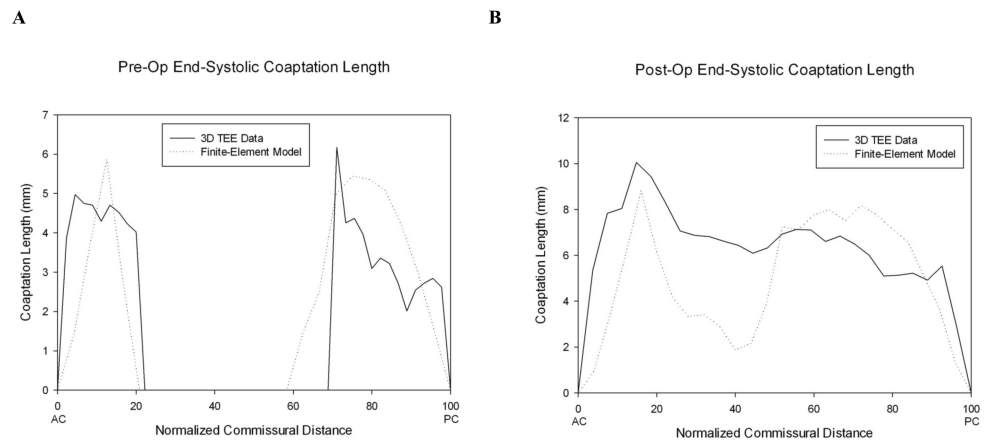 A
Pre-Op End-Systolic Coaptation Length
7
6
5
4
3
2
1
0
Coaptation Length (mm)
3D TEE Data
Finite-Element Model
0 20 40 60 80 100
AC PC
Normalized Commissural Distance
B
Post-Op End-Systolic Coaptation Length
12
10
8
6
4
2
0
Coaptation Length (mm)
3D TEE Data
Finite-Element Model
0 20 40 60 80 100
AC PC
Normalized Commissural Distance